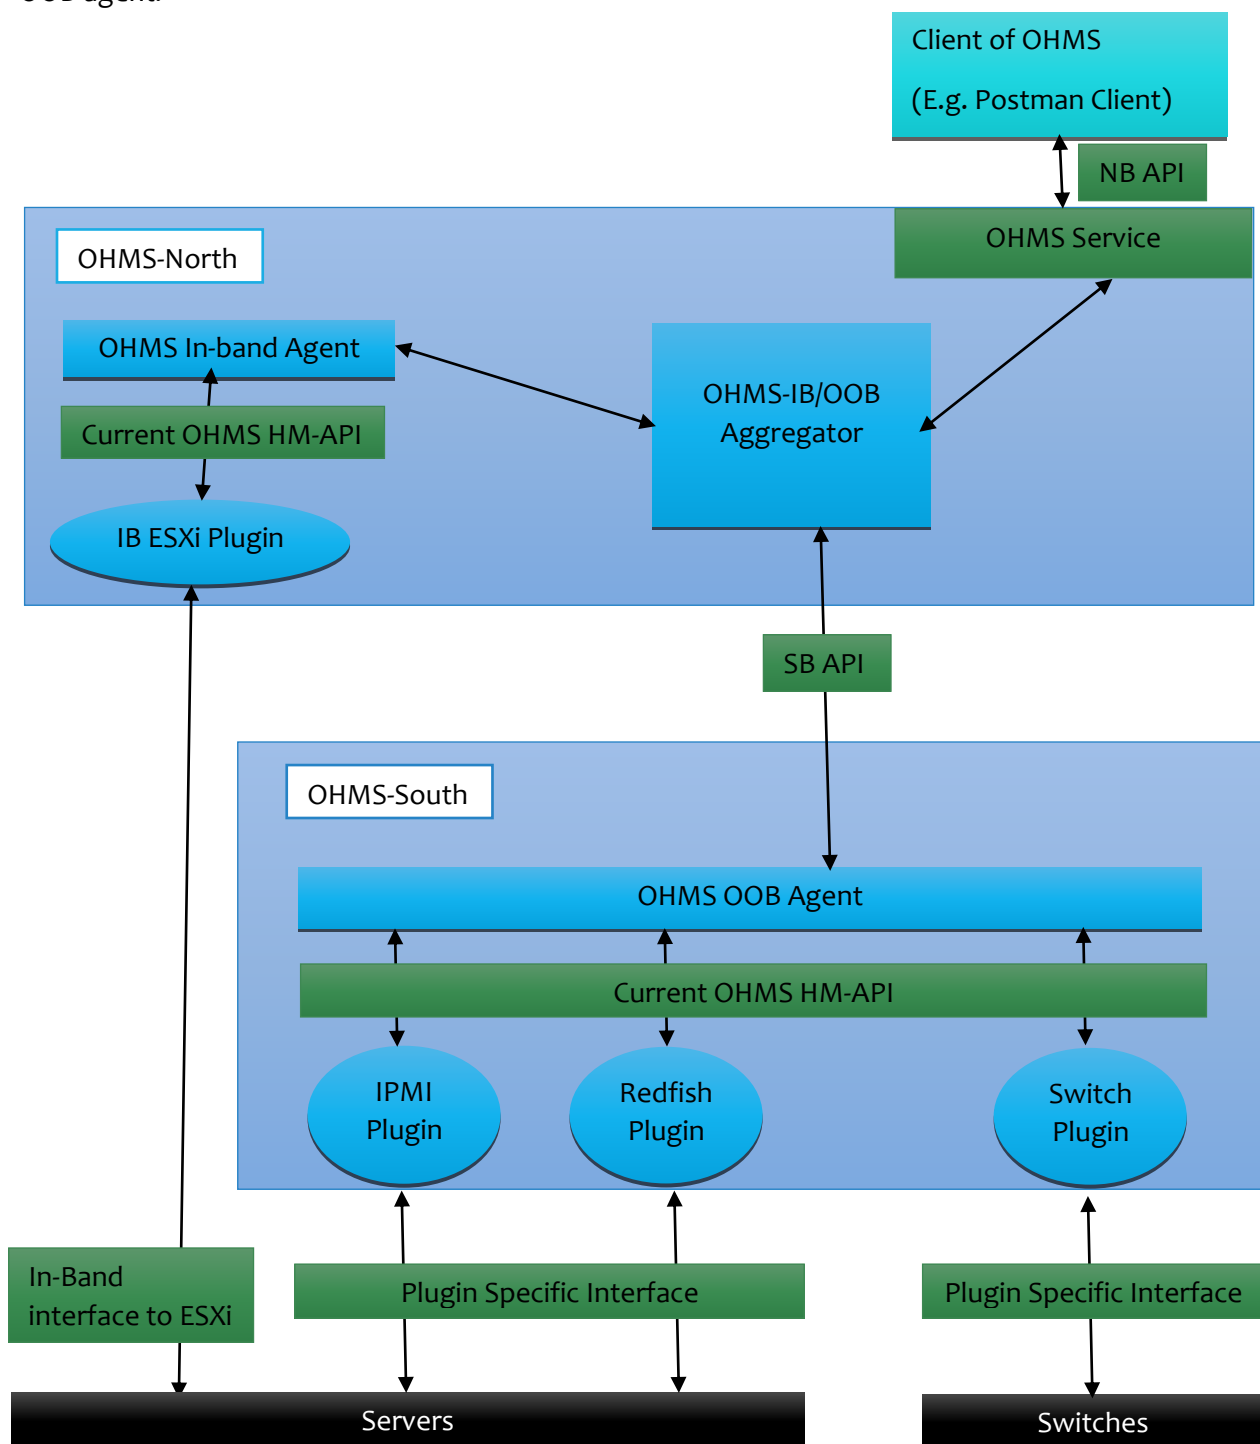 OOB agent.
Client of OHMS
(E.g. Postman Client)
NB API
OHMS Service
OHMS-North
OHMS In-band Agent
OHMS-IB/OOB
Aggregator
Current OHMS HM-API
IB ESXi Plugin
SB API
OHMS-South
OHMS OOB Agent
Current OHMS HM-API
IPMI
Plugin
Redfish
Plugin
Switch
Plugin
In-Band
interface to ESXi
Plugin Specific Interface
Plugin Specific Interface
Servers
Switches